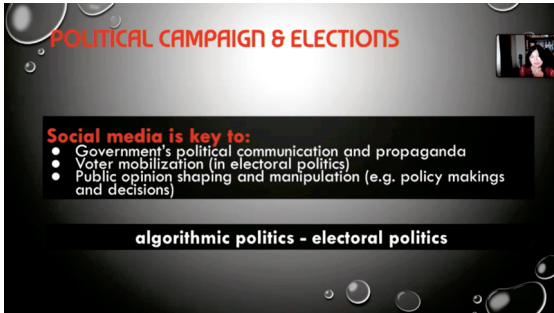 POLITICAL CAMPAIGN & ELECTIONS
Social media is key to:
● Government's political communication and propaganda
● Voter mobilization (in electoral politics)
● Public opinion shaping and manipulation (e.g. policy makings
and decisions)
algorithmic politics - electoral politics